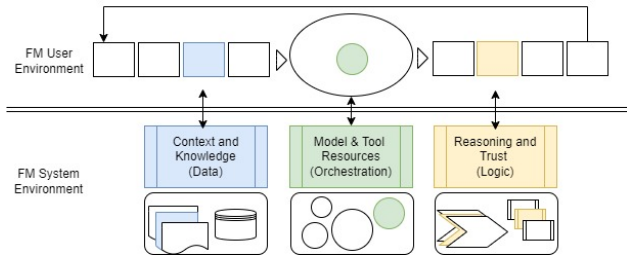 FM User
Environment
Context and
Knowledge
(Data)
Model & Tool
Resources
(Orchestration)
Reasoning and
Trust
(Logic)
FM System
Environment